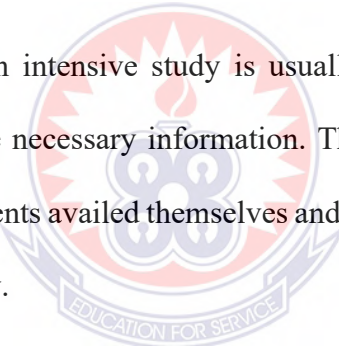 n intensive study is usuall
necessary information. Th
ents availed themselves and
.
EDUCATION FOR SERVICE